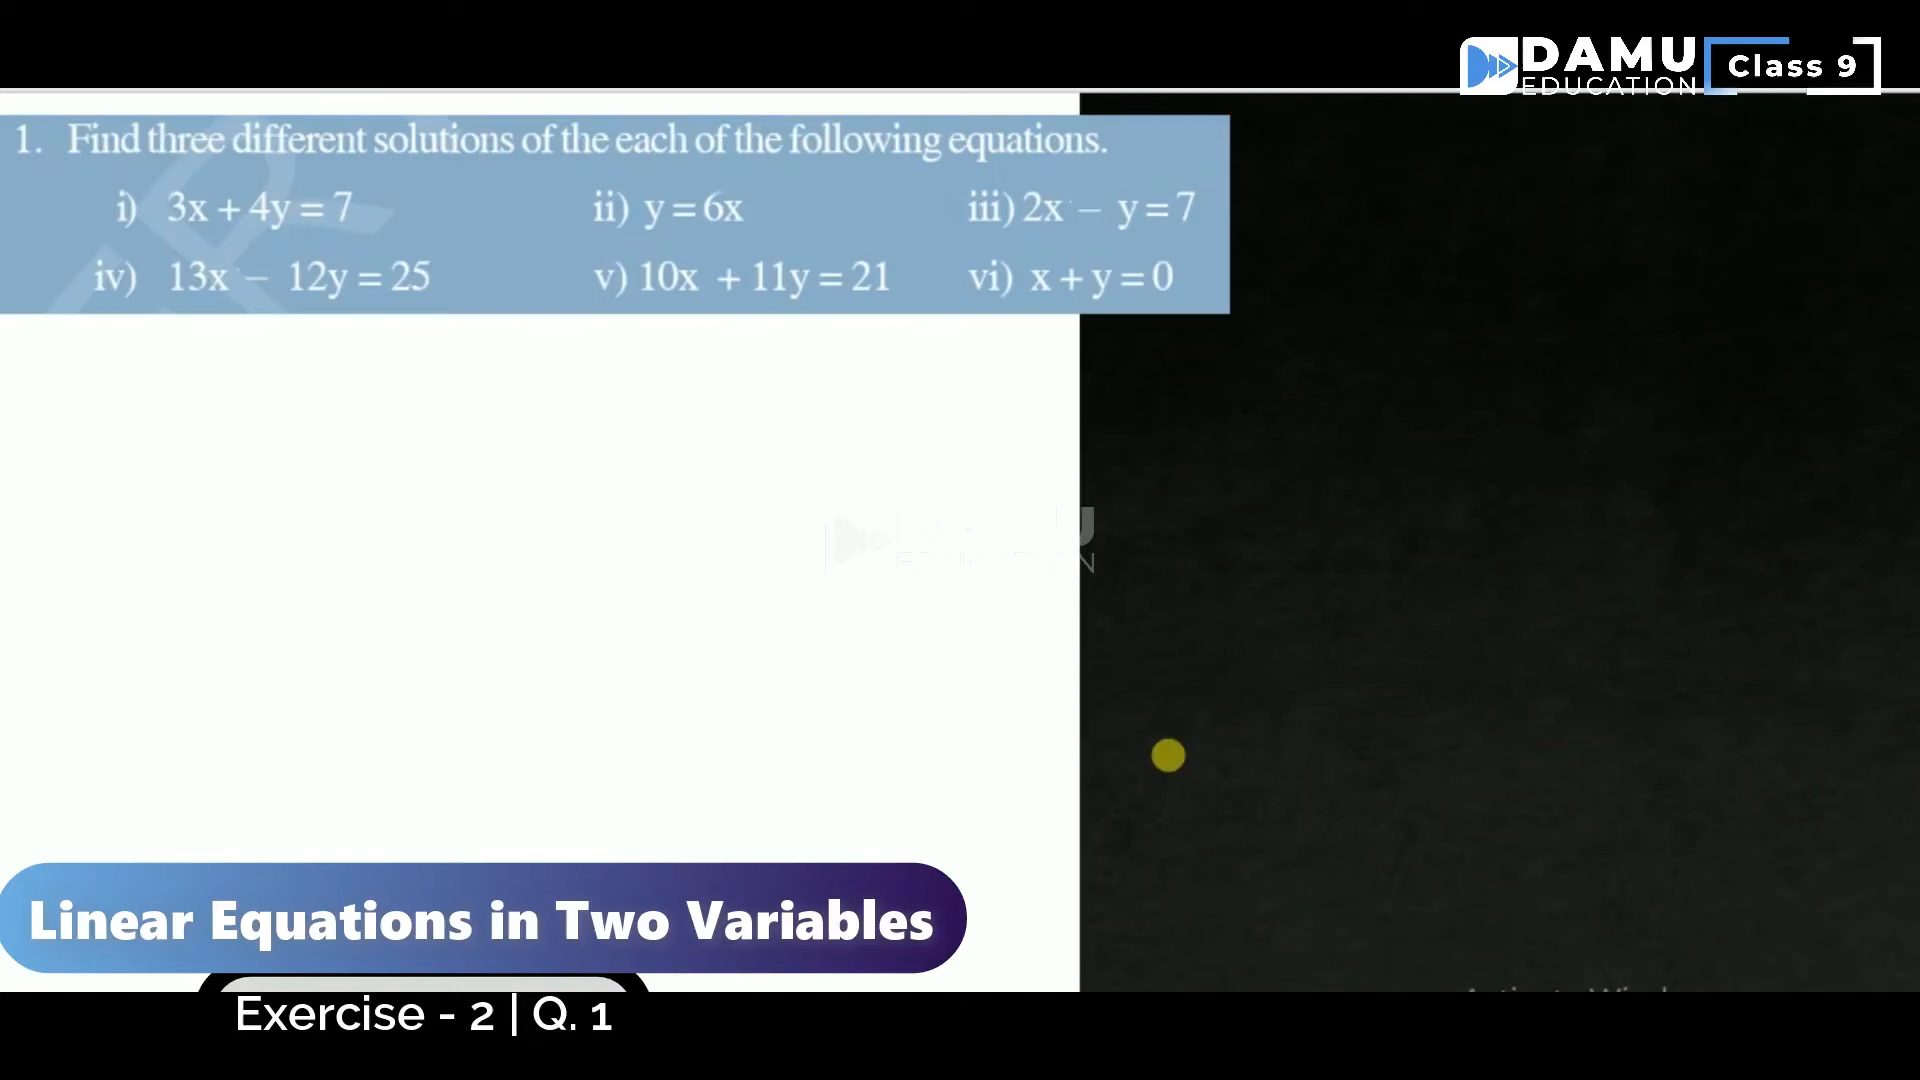 DAMU
EDUCATION
Class 9
1. Find three different solutions of the each of the following equations.
i) 3x + 4y = 7 ii) y = 6x iii) 2x – y = 7
iv) 13x – 12y = 25 v) 10x + 11y = 21 vi) x + y = 0
Linear Equations in Two Variables
Exercise - 2 | Q. 1